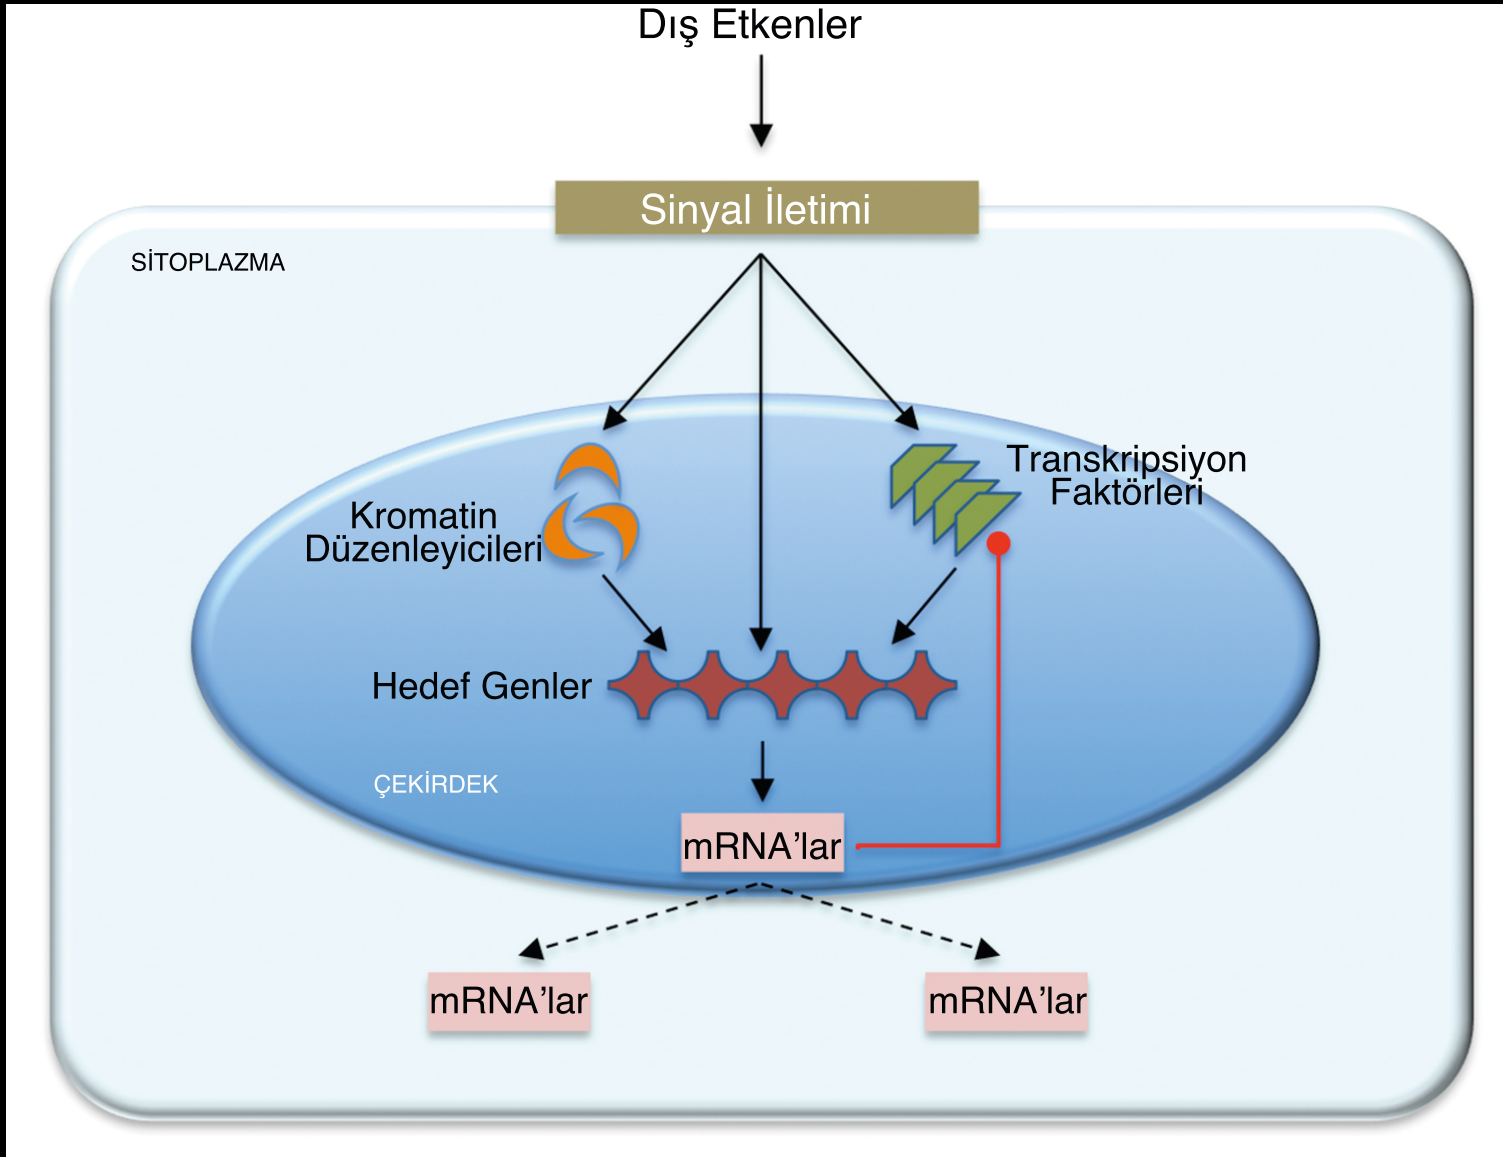 Dış Etkenler
Sinyal İletimi
SİTOPLAZMA
Transkripsiyon
Faktörleri
Kromatin
Düzenleyicileri
Hedef Genler
ÇEKİRDEK
mRNA’lar
mRNA’lar
mRNA’lar